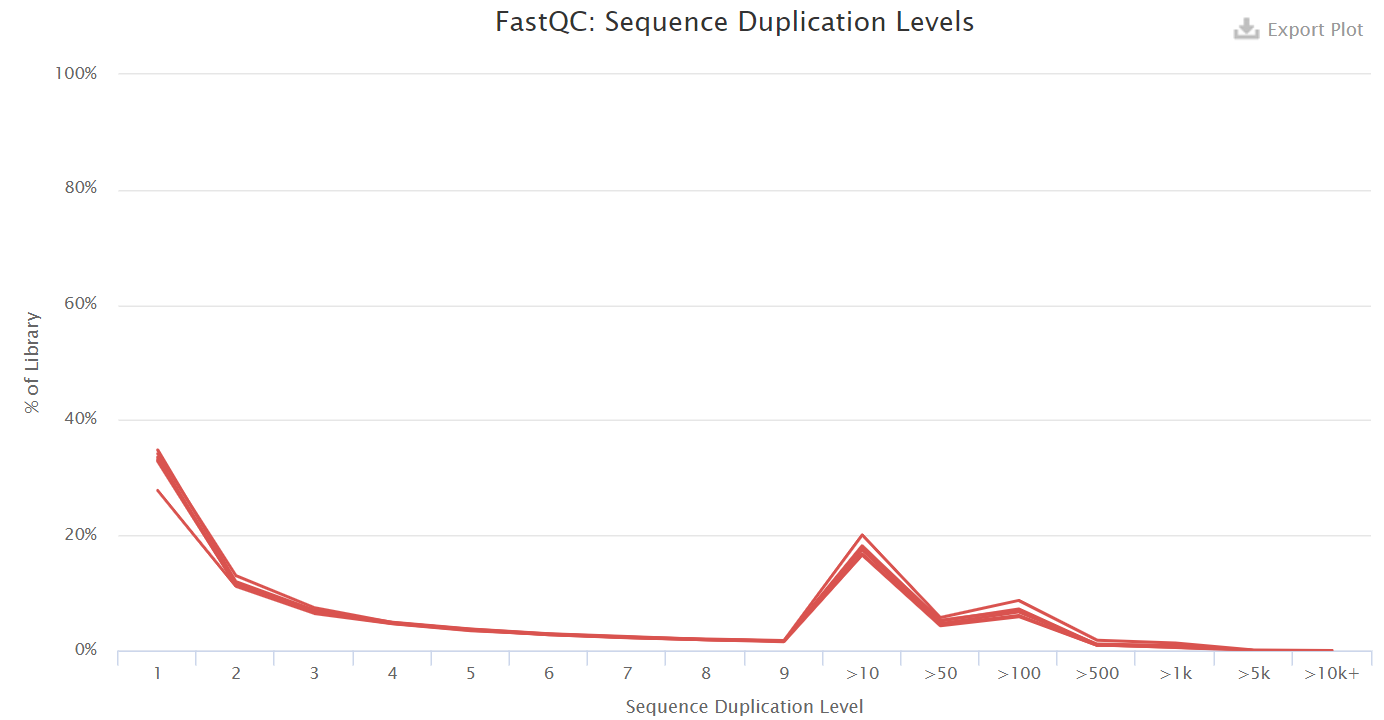 FastQC: Sequence Duplication Levels
Export Plot
100%
80%
60%
40%
20%
0%
% of Library
1 2 3 4 5 6 7 8 9 >10 >50 >100 >500 >1k >5k >10k+
Sequence Duplication Level